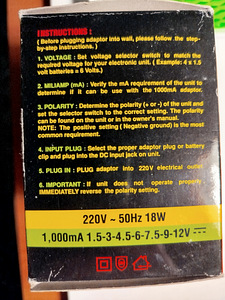 INSTRUCTIONS :
( Before plugging adaptor into wall, please follow the step-
by-step instructions. )
1. VOLTAGE : Set voltage selector switch to match the
required voltage for your electronic unit. ( Example: 4 x 1.5
volt batteries = 6 Volts.)
2. MILIAMP (mA) : Verify the mA requirement of the unit to
determine if it can be use with the 1000mA adaptor.
3. POLARITY : Determine the polarity (+ or -) of the unit and
set the selector switch to the correct setting. The polarity
can be found on the unit or in the owner's manual.
NOTE: The positive setting ( Negative ground) is the most
common requirement.
4. INPUT PLUG : Select the proper adaptor plug or battery
clip and plug into the DC Input jack on unit.
5. PLUG IN : PLUG adaptor into 220V electrical outlet
6. IMPORTANT : If unit does not operate proper,
IMMEDIATELY reverse the polarity setting.
220V ~ 50Hz 18W
1,000mA 1.5-3-4.5-6-7.5-9-12V